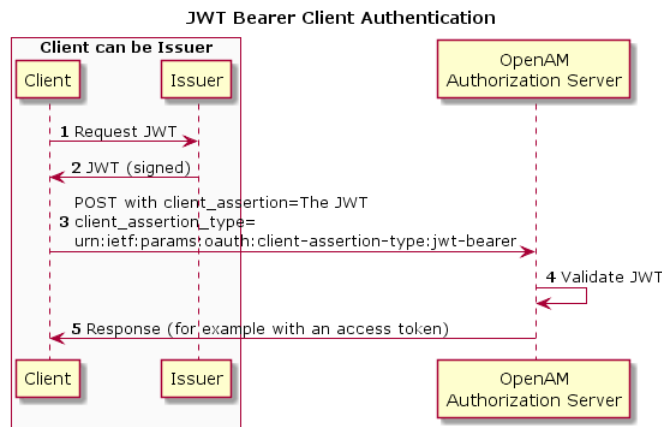 JWT Bearer Client Authentication
Client can be Issuer
Client
Issuer
OpenAM
Authorization Server
1 Request JWT
2 JWT (signed)
POST with client_assertion=The JWT
3 client_assertion_type=
urn:ietf:params:oauth:client-assertion-type:jwt-bearer
4 Validate JWT
5 Response (for example with an access token)
Client
Issuer
OpenAM
Authorization Server